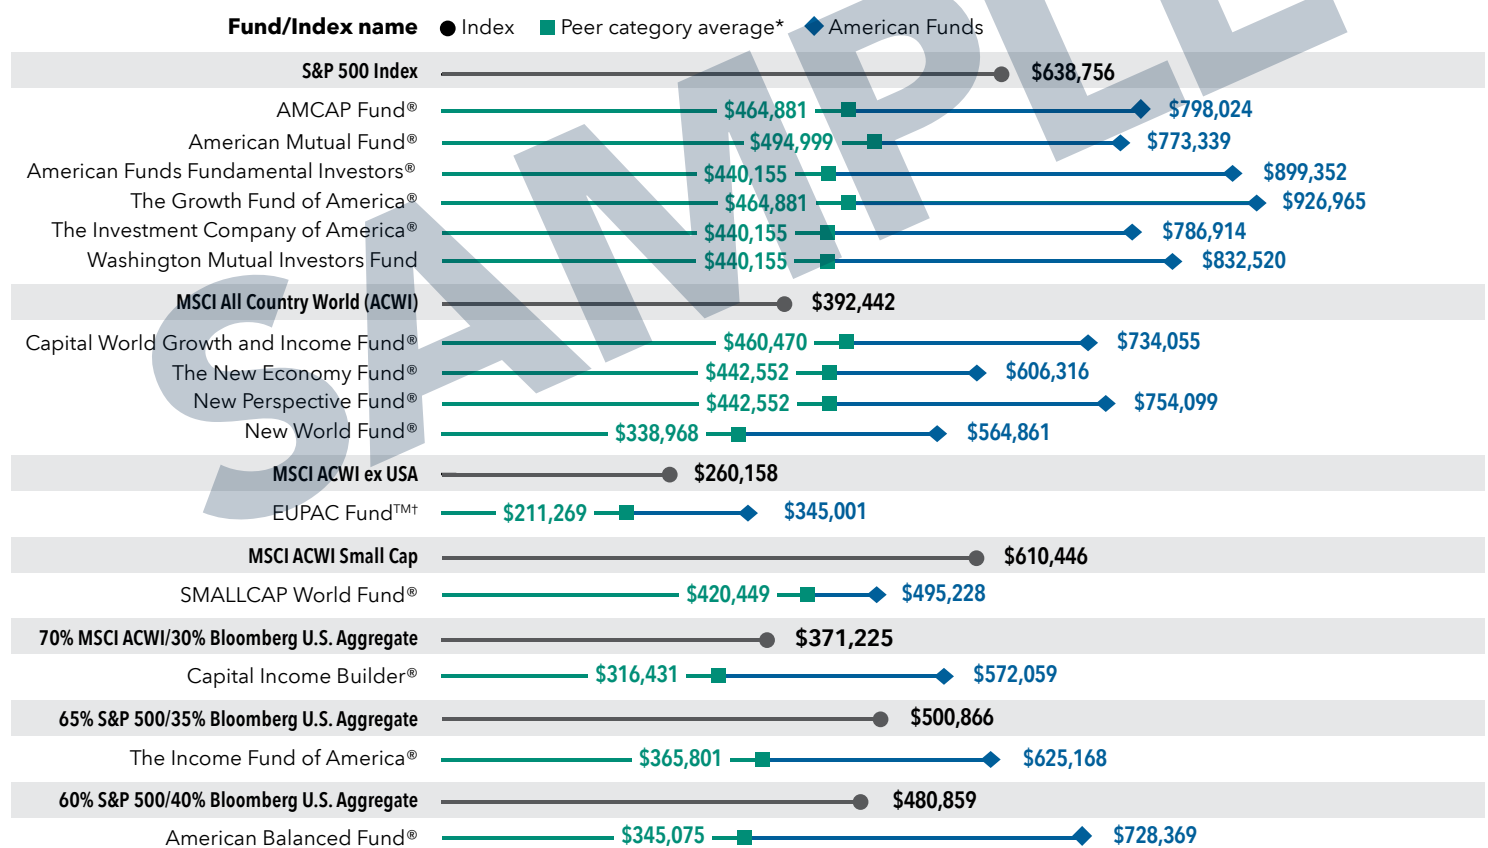 Fund/Index name ● Index ■ Peer category average* ◆ American Funds
S&P 500 Index $638,756
AMCAP Fund® $464,881 $798,024
American Mutual Fund® $494,999 $773,339
American Funds Fundamental Investors® $440,155 $899,352
The Growth Fund of America® $464,881 $926,965
The Investment Company of America® $440,155 $786,914
Washington Mutual Investors Fund $440,155 $832,520
MSCI All Country World (ACWI) $392,442
Capital World Growth and Income Fund® $460,470 $734,055
The New Economy Fund® $442,552 $606,316
New Perspective Fund® $442,552 $754,099
New World Fund® $338,968 $564,861
MSCI ACWI ex USA $260,158
EUPAC Fund™† $211,269 $345,001
MSCI ACWI Small Cap $610,446
SMALLCAP World Fund® $420,449 $495,228
70% MSCI ACWI/30% Bloomberg U.S. Aggregate $371,225
Capital Income Builder® $316,431 $572,059
65% S&P 500/35% Bloomberg U.S. Aggregate $500,866
The Income Fund of America® $365,801 $625,168
60% S&P 500/40% Bloomberg U.S. Aggregate $480,859
American Balanced Fund® $345,075 $728,369
SAMPLE